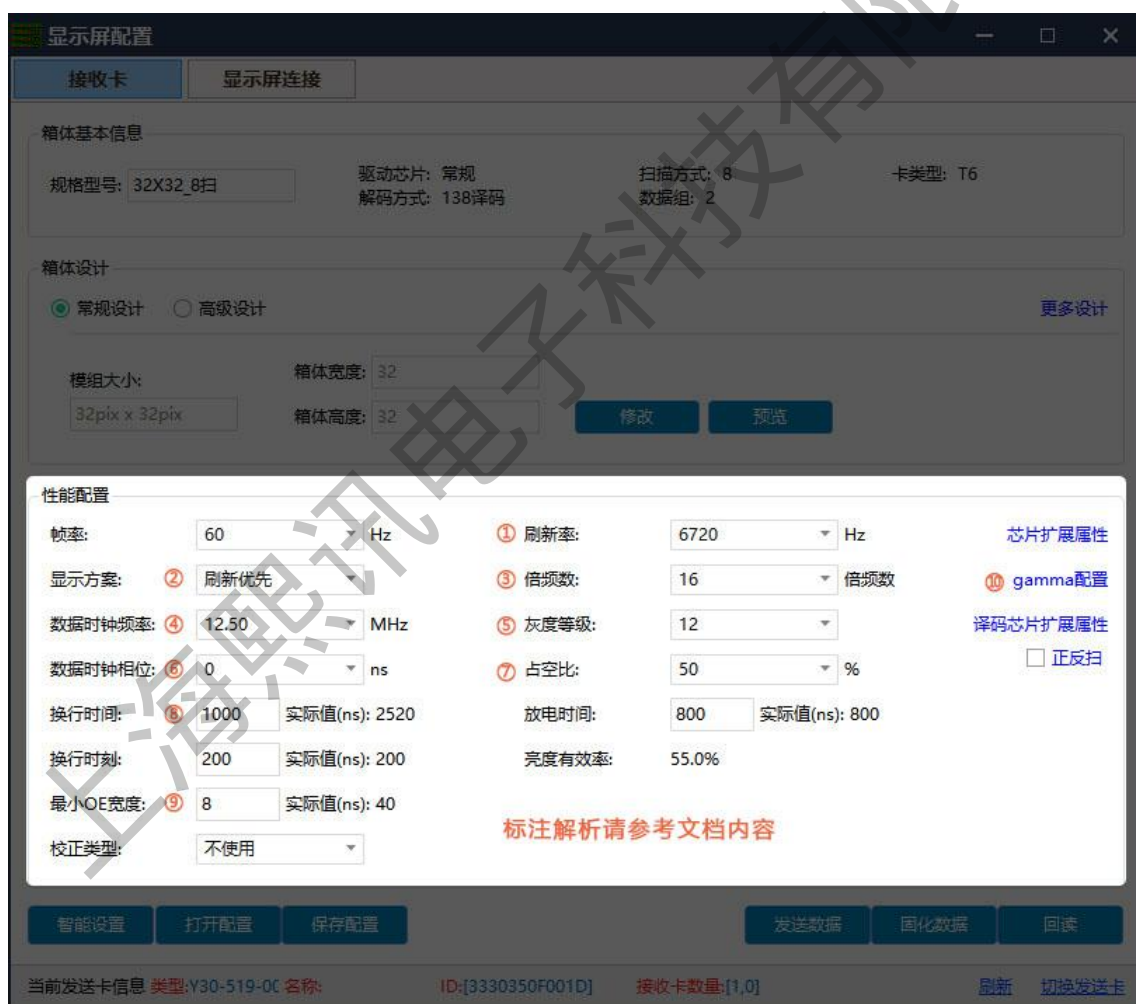 显示屏配置
接收卡 显示屏连接
箱体基本信息
规格型号: 32X32_8扫 驱动芯片: 常规 扫描方式: 8 卡类型: T6
解码方式: 138译码 数据组: 2
箱体设计
常规设计 高级设计 更多设计
模组大小: 箱体宽度: 32
32pix x 32pix 箱体高度: 32 修改 预览
性能配置
帧率: 60 Hz ① 刷新率: 6720 Hz 芯片扩展属性
显示方案: ② 刷新优先 ③ 倍频数: 16 倍频数 ⑩ gamma配置
数据时钟频率: ④ 12.50 MHz ⑤ 灰度等级: 12 译码芯片扩展属性
数据时钟相位: ⑥ 0 ns ⑦ 占空比: 50 % 正反扫
换行时间: ⑧ 1000 实际值(ns): 2520 放电时间: 800 实际值(ns): 800
换行时刻: 200 实际值(ns): 200 亮度有效率: 55.0%
最小OE宽度: ⑨ 8 实际值(ns): 40
标注解析请参考文档内容
校正类型: 不使用
智能设置 打开配置 保存配置 发送数据 固化数据 回读
当前发送卡信息 类型:Y30-519-0 名称: ID:[3330350F001D] 接收卡数量:[1,0] 刷新 切换发送卡
上海熙讯电子科技有限